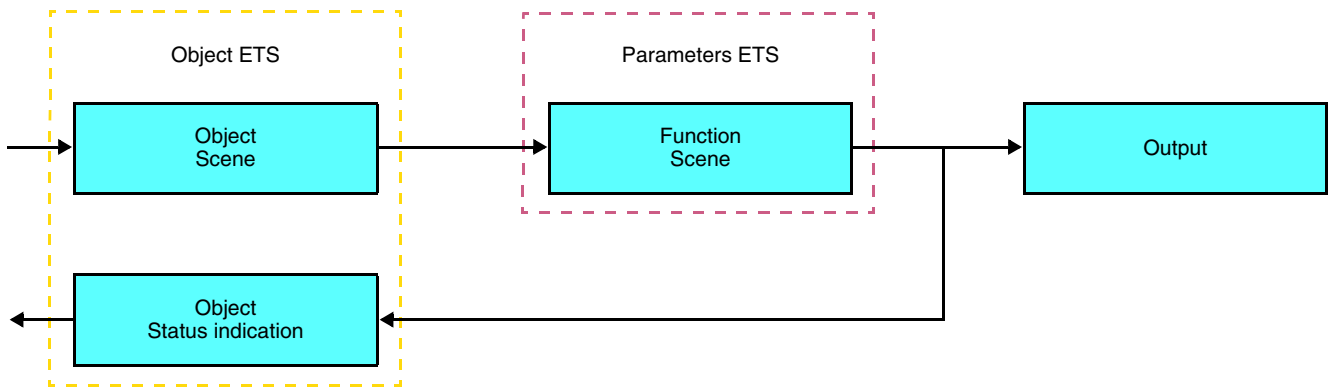 Object ETS
Parameters ETS
Object
Scene
Function
Scene
Output
Object
Status indication